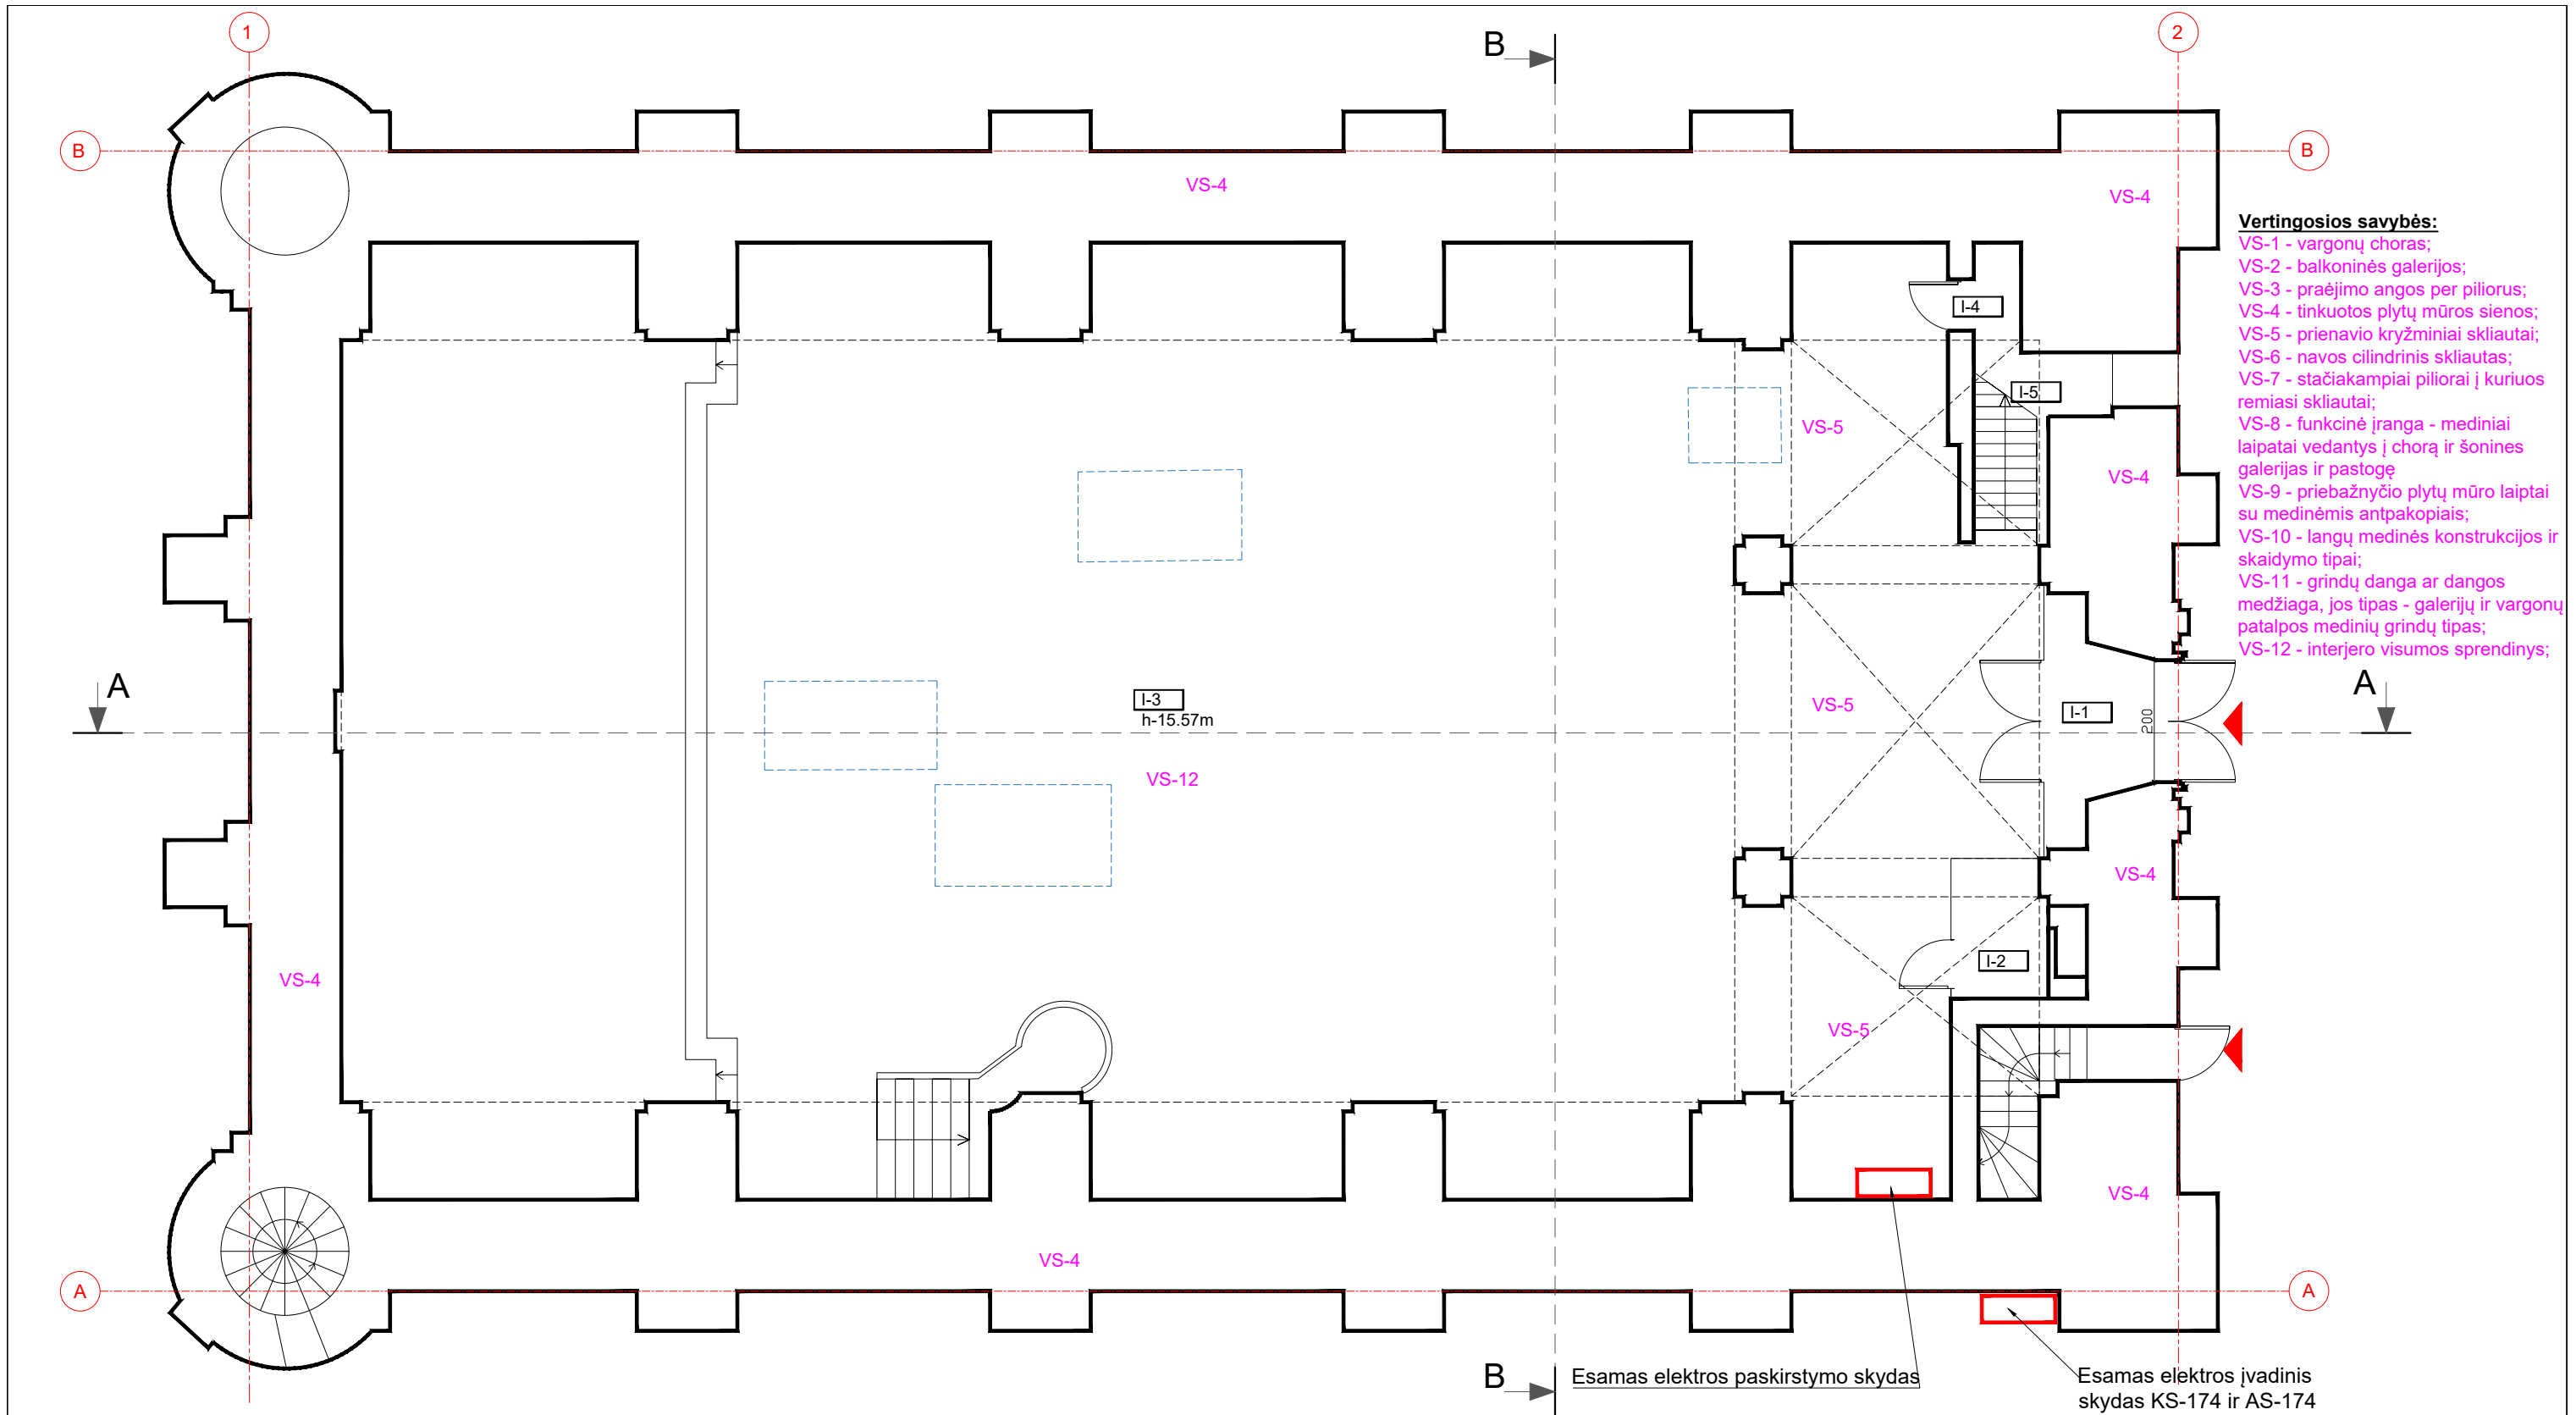 1
B
2
B
B
VS-4
VS-4
Vertingosios savybės:
VS-1 - vargonų choras;
VS-2 - balkoninės galerijos;
VS-3 - praėjimo angos per piliorus;
VS-4 - tinkuotos plytų mūros sienos;
VS-5 - prienavio kryžminiai skliautai;
VS-6 - navos cilindrinis skliautas;
VS-7 - stačiakampiai piliorai į kuriuos
remiasi skliautai;
VS-8 - funkcinė įranga - mediniai
laipatai vedantys į chorą ir šonines
galerijas ir pastogę
VS-9 - priebažnyčio plytų mūro laiptai
su medinėmis antpakopiais;
VS-10 - langų medinės konstrukcijos ir
skaidymo tipai;
VS-11 - grindų danga ar dangos
medžiaga, jos tipas - galerijų ir vargonų
patalpos medinių grindų tipas;
VS-12 - interjero visumos sprendinys;
I-4
I-5
VS-5
VS-4
A
A
I-3
h-15.57m
VS-5
I-1
200
VS-12
VS-4
I-2
VS-4
VS-5
VS-4
VS-4
A
A
B
Esamas elektros paskirstymo skydas
Esamas elektros įvadinis
skydas KS-174 ir AS-174